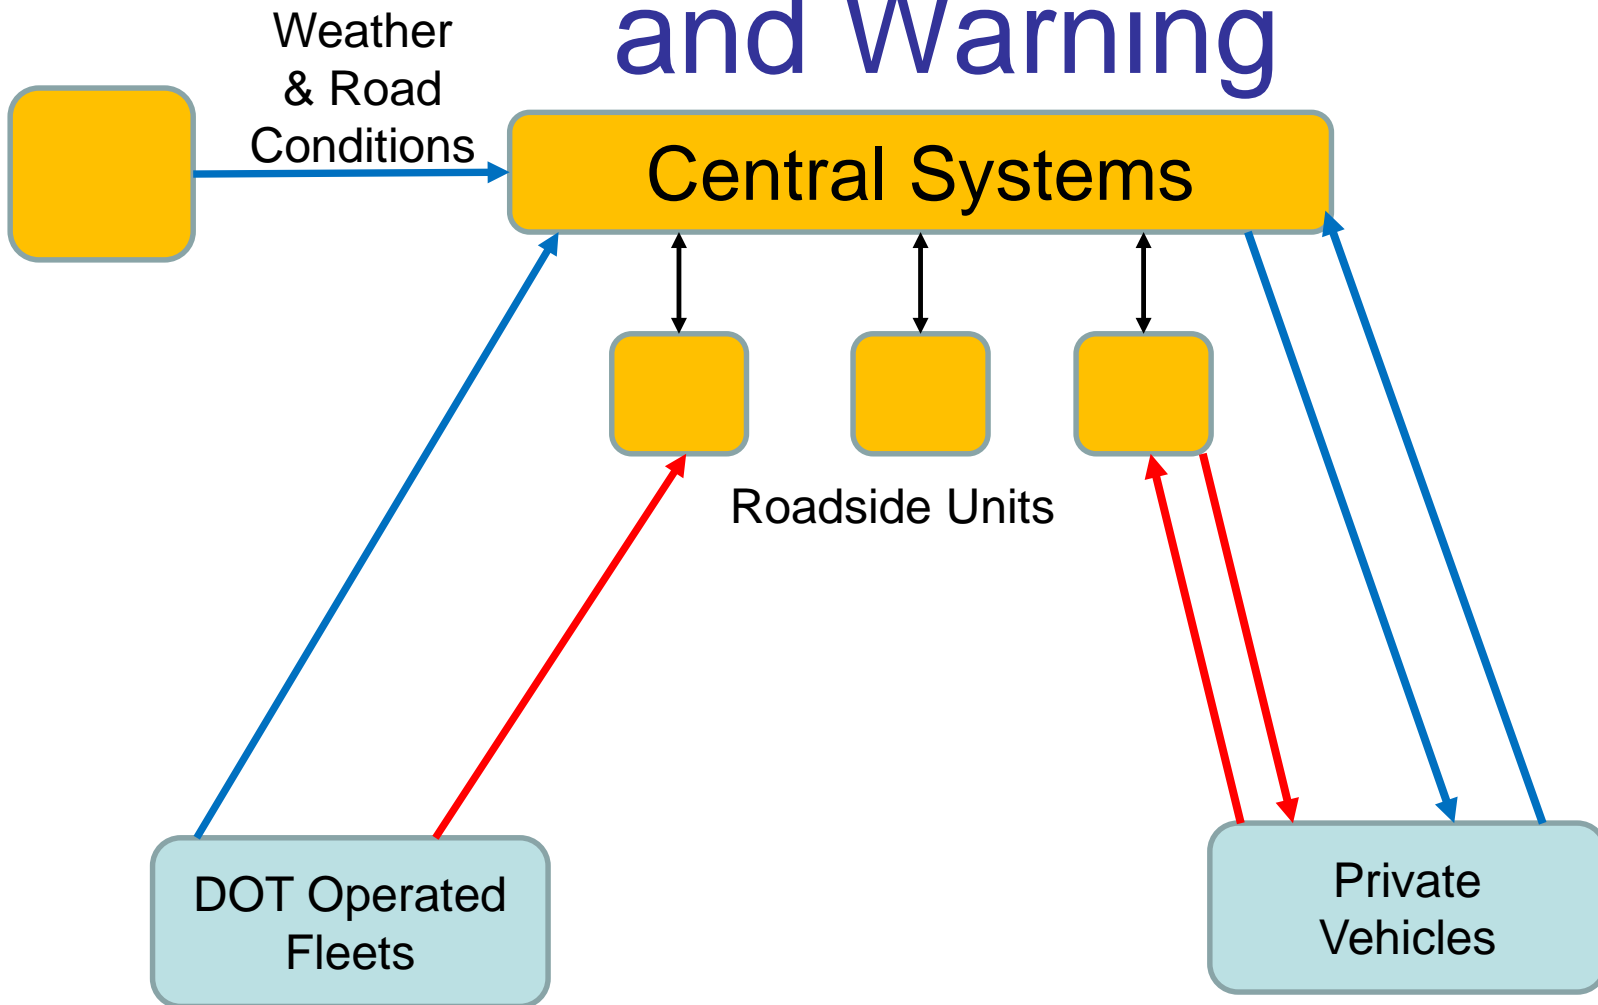 and Warning
Weather
& Road
Conditions
Central Systems
Roadside Units
DOT Operated
Fleets
Private
Vehicles